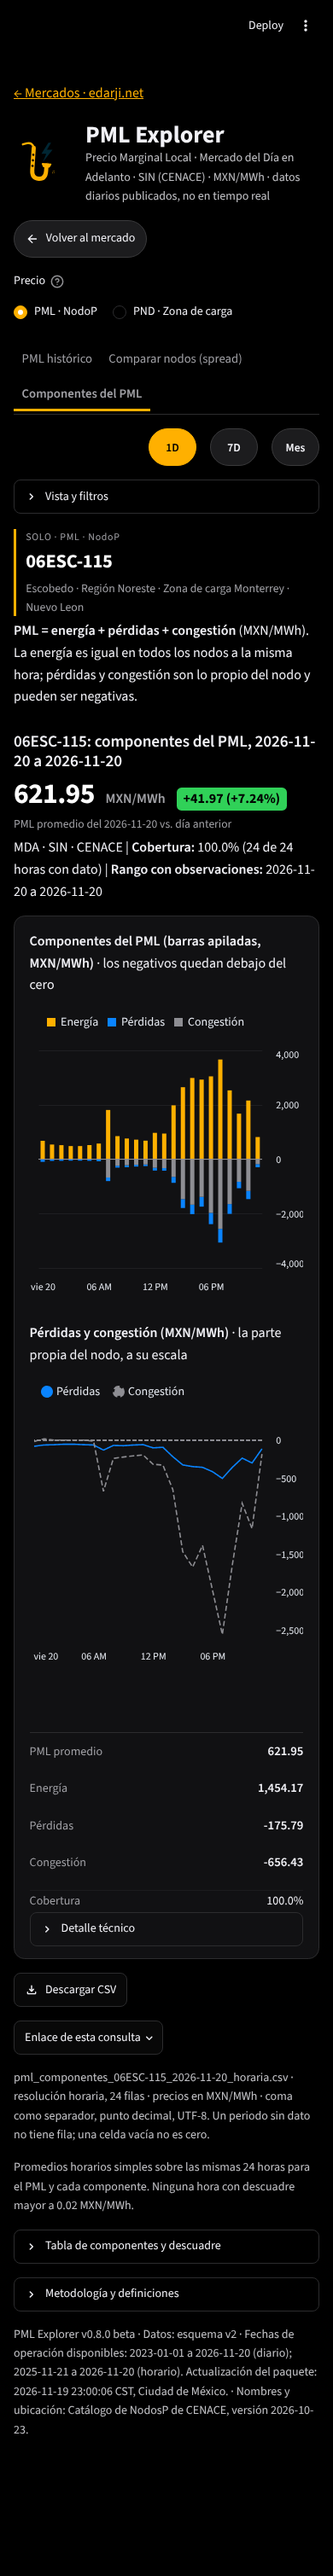 Deploy
← Mercados · edarji.net
PML Explorer
Precio Marginal Local · Mercado del Día en
Adelanto · SIN (CENACE) · MXN/MWh · datos
diarios publicados, no en tiempo real
Volver al mercado
Precio
PML · NodoP
PND · Zona de carga
PML histórico
Comparar nodos (spread)
Componentes del PML
1D
7D
Mes
Vista y filtros
SOLO · PML · NodoP
06ESC-115
Escobedo · Región Noreste · Zona de carga Monterrey ·
Nuevo Leon
PML = energía + pérdidas + congestión (MXN/MWh).
La energía es igual en todos los nodos a la misma
hora; pérdidas y congestión son lo propio del nodo y
pueden ser negativas.
06ESC-115: componentes del PML, 2026-11-
20 a 2026-11-20
621.95 MXN/MWh +41.97 (+7.24%)
PML promedio del 2026-11-20 vs. día anterior
MDA · SIN · CENACE | Cobertura: 100.0% (24 de 24
horas con dato) | Rango con observaciones: 2026-11-
20 a 2026-11-20
Componentes del PML (barras apiladas,
MXN/MWh) · los negativos quedan debajo del
cero
Energía
Pérdidas
Congestión
4,000
2,000
0
−2,000
−4,000
vie 20
06 AM
12 PM
06 PM
Pérdidas y congestión (MXN/MWh) · la parte
propia del nodo, a su escala
Pérdidas
Congestión
0
−500
−1,000
−1,500
−2,000
−2,500
vie 20
06 AM
12 PM
06 PM
PML promedio 621.95
Energía 1,454.17
Pérdidas -175.79
Congestión -656.43
Cobertura 100.0%
Detalle técnico
Descargar CSV
Enlace de esta consulta
pml_componentes_06ESC-115_2026-11-20_horaria.csv ·
resolución horaria, 24 filas · precios en MXN/MWh · coma
como separador, punto decimal, UTF-8. Un periodo sin dato
no tiene fila; una celda vacía no es cero.
Promedios horarios simples sobre las mismas 24 horas para
el PML y cada componente. Ninguna hora con descuadre
mayor a 0.02 MXN/MWh.
Tabla de componentes y descuadre
Metodología y definiciones
PML Explorer v0.8.0 beta · Datos: esquema v2 · Fechas de
operación disponibles: 2023-01-01 a 2026-11-20 (diario);
2025-11-21 a 2026-11-20 (horario). Actualización del paquete:
2026-11-19 23:00:06 CST, Ciudad de México. · Nombres y
ubicación: Catálogo de NodosP de CENACE, versión 2026-10-
23.